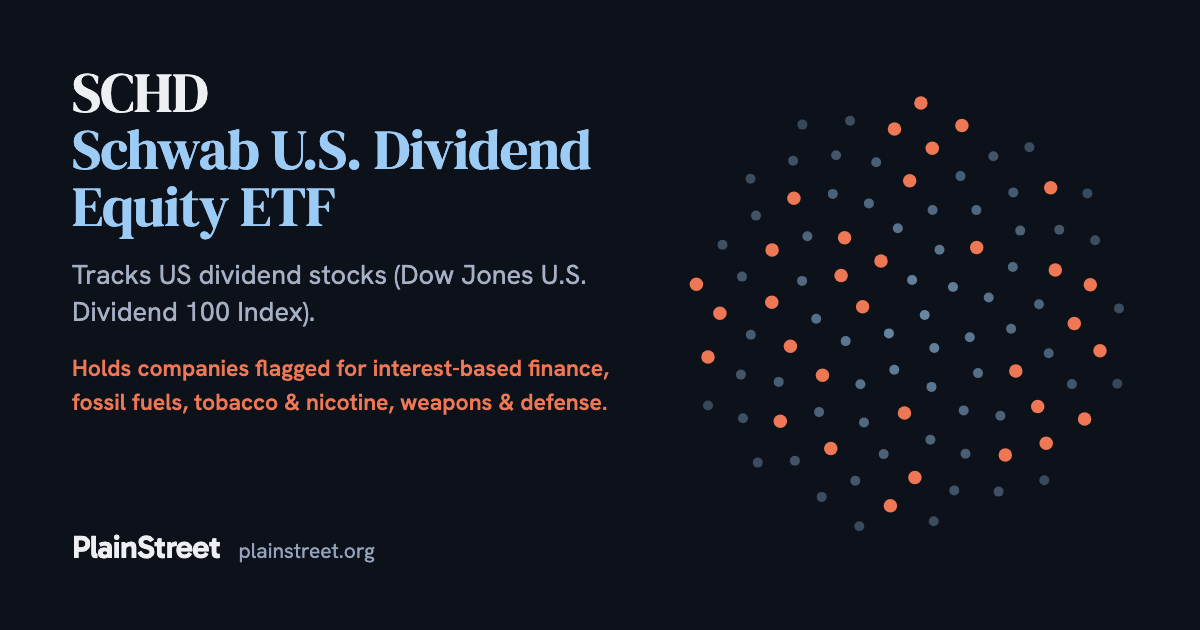 SCHD
Schwab U.S. Dividend
Equity ETF
Tracks US dividend stocks (Dow Jones U.S.
Dividend 100 Index).
Holds companies flagged for interest-based finance,
fossil fuels, tobacco & nicotine, weapons & defense.
PlainStreet plainstreet.org